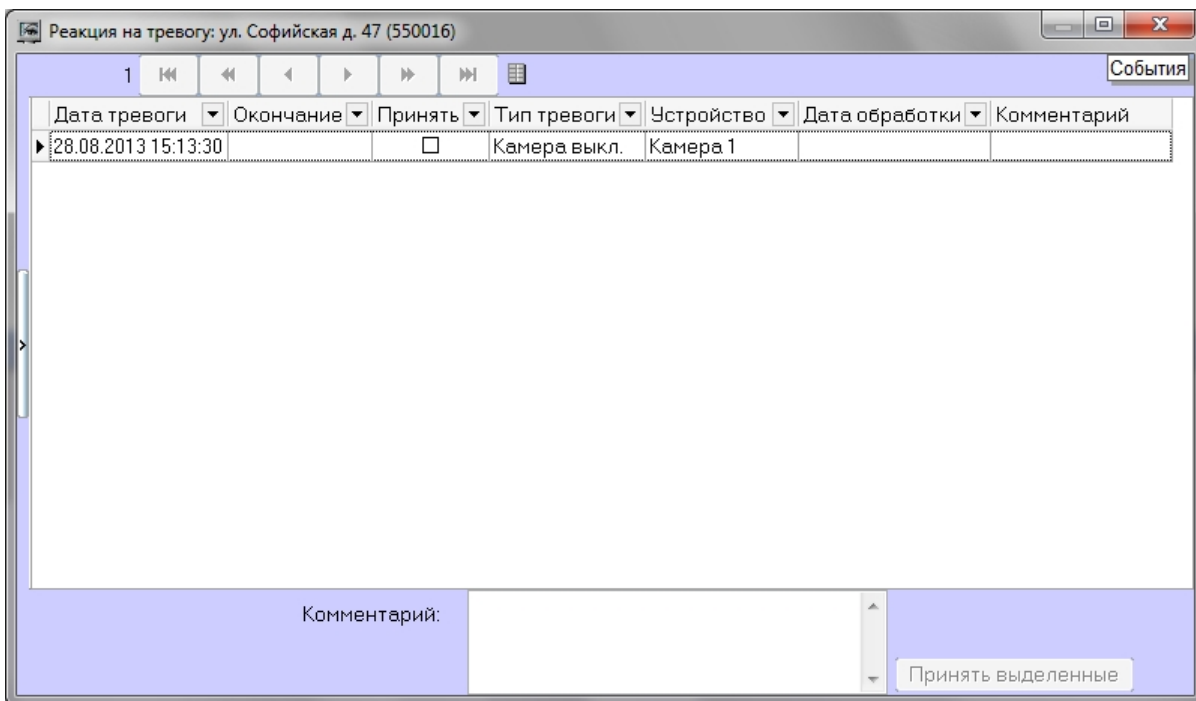 Реакция на тревогу: ул. Софийская д. 47 (550016)
1
События
Дата тревоги Окончание Принять Тип тревоги Устройство Дата обработки Комментарий
28.08.2013 15:13:30 Камера выкл. Камера 1
Комментарий:
Принять выделенные